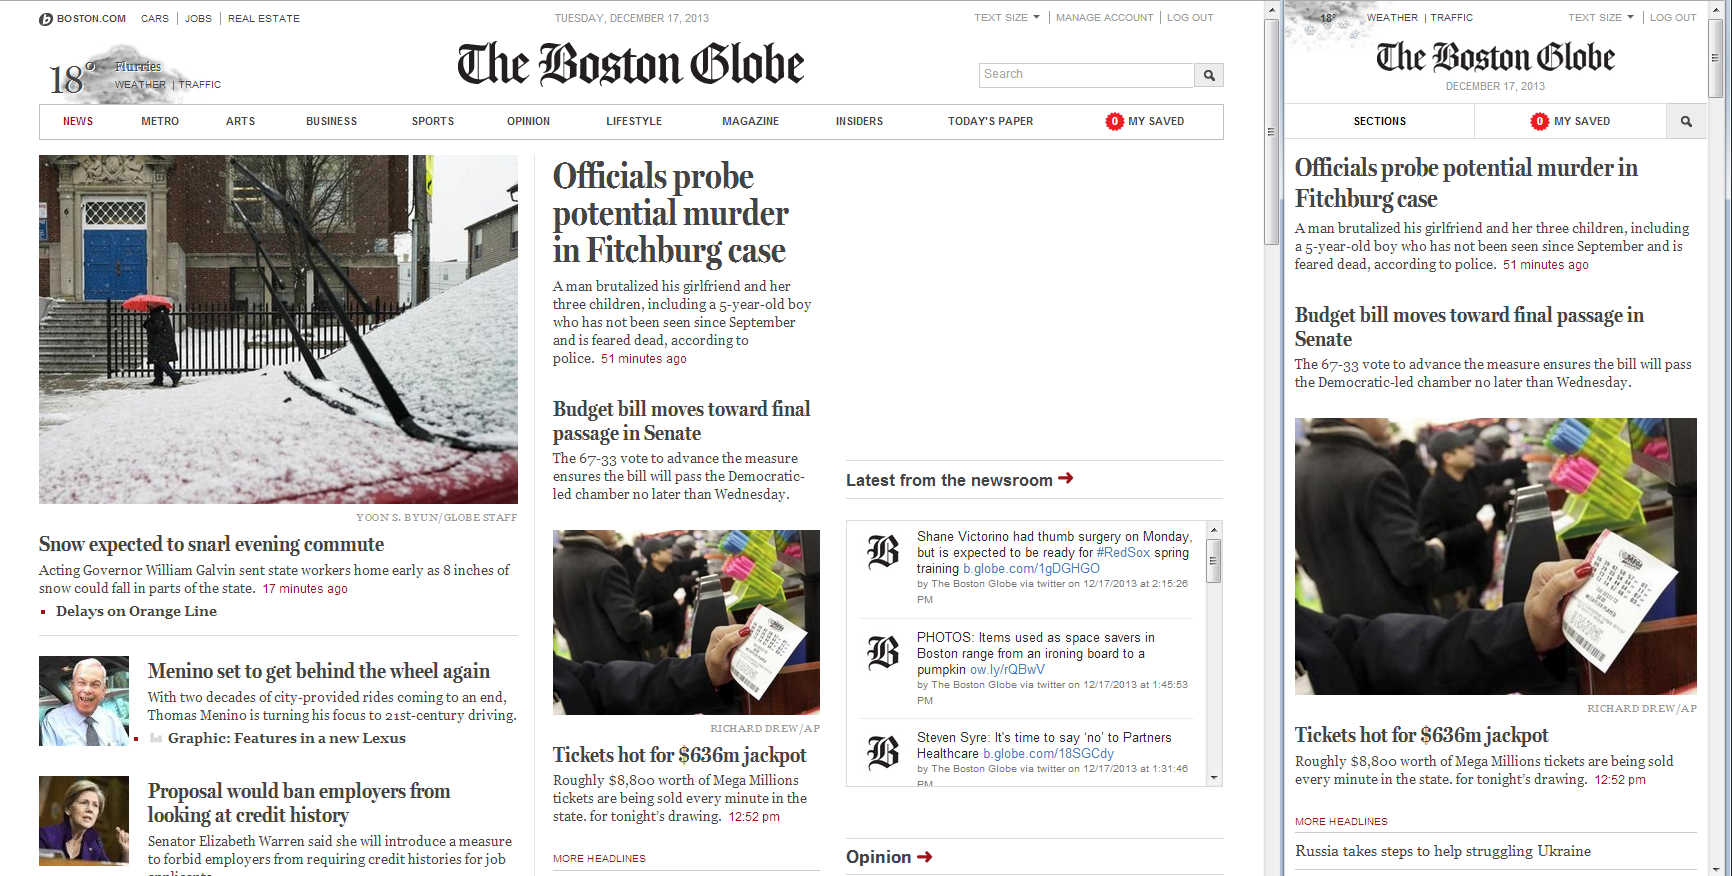 BOSTON.COM CARS JOBS REAL ESTATE
TUESDAY, DECEMBER 17, 2013
TEXT SIZE MANAGE ACCOUNT LOG OUT
18° Flurries
WEATHER TRAFFIC
The Boston Globe
Search
NEWS METRO ARTS BUSINESS SPORTS OPINION LIFESTYLE MAGAZINE INSIDERS TODAY'S PAPER 0 MY SAVED
YOON S. BYUN/GLOBE STAFF
Snow expected to snarl evening commute
Acting Governor William Galvin sent state workers home early as 8 inches of
snow could fall in parts of the state. 17 minutes ago
Delays on Orange Line
Menino set to get behind the wheel again
With two decades of city-provided rides coming to an end,
Thomas Menino is turning his focus to 21st-century driving.
Graphic: Features in a new Lexus
Proposal would ban employers from
looking at credit history
Senator Elizabeth Warren said she will introduce a measure
to forbid employers from requiring credit histories for job
applicants.
Officials probe
potential murder
in Fitchburg case
A man brutalized his girlfriend and her
three children, including a 5-year-old boy
who has not been seen since September
and is feared dead, according to
police. 51 minutes ago
Budget bill moves toward final
passage in Senate
The 67-33 vote to advance the measure
ensures the bill will pass the Democratic-
led chamber no later than Wednesday.
MEGA
RICHARD DREW/AP
Tickets hot for $636m jackpot
Roughly $8,800 worth of Mega Millions
tickets are being sold every minute in the
state. for tonight's drawing. 12:52 pm
MORE HEADLINES
Latest from the newsroom
B
Shane Victorino had thumb surgery on Monday,
but is expected to be ready for #RedSox spring
training b.globe.com/1gDGHGO
by The Boston Globe via twitter on 12/17/2013 at 2:15:26
PM
B
PHOTOS: Items used as space savers in
Boston range from an ironing board to a
pumpkin ow.ly/rQBwV
by The Boston Globe via twitter on 12/17/2013 at 1:45:53
PM
B
Steven Syre: It's time to say ‘no’ to Partners
Healthcare b.globe.com/18SGCdy
by The Boston Globe via twitter on 12/17/2013 at 1:31:46
PM
Opinion
18° WEATHER TRAFFIC
TEXT SIZE LOG OUT
The Boston Globe
DECEMBER 17, 2013
SECTIONS 0 MY SAVED
Officials probe potential murder in
Fitchburg case
A man brutalized his girlfriend and her three children, including
a 5-year-old boy who has not been seen since September and is
feared dead, according to police. 51 minutes ago
Budget bill moves toward final passage in
Senate
The 67-33 vote to advance the measure ensures the bill will pass
the Democratic-led chamber no later than Wednesday.
MEGA
RICHARD DREW/AP
Tickets hot for $636m jackpot
Roughly $8,800 worth of Mega Millions tickets are being sold
every minute in the state. for tonight's drawing. 12:52 pm
MORE HEADLINES
Russia takes steps to help struggling Ukraine